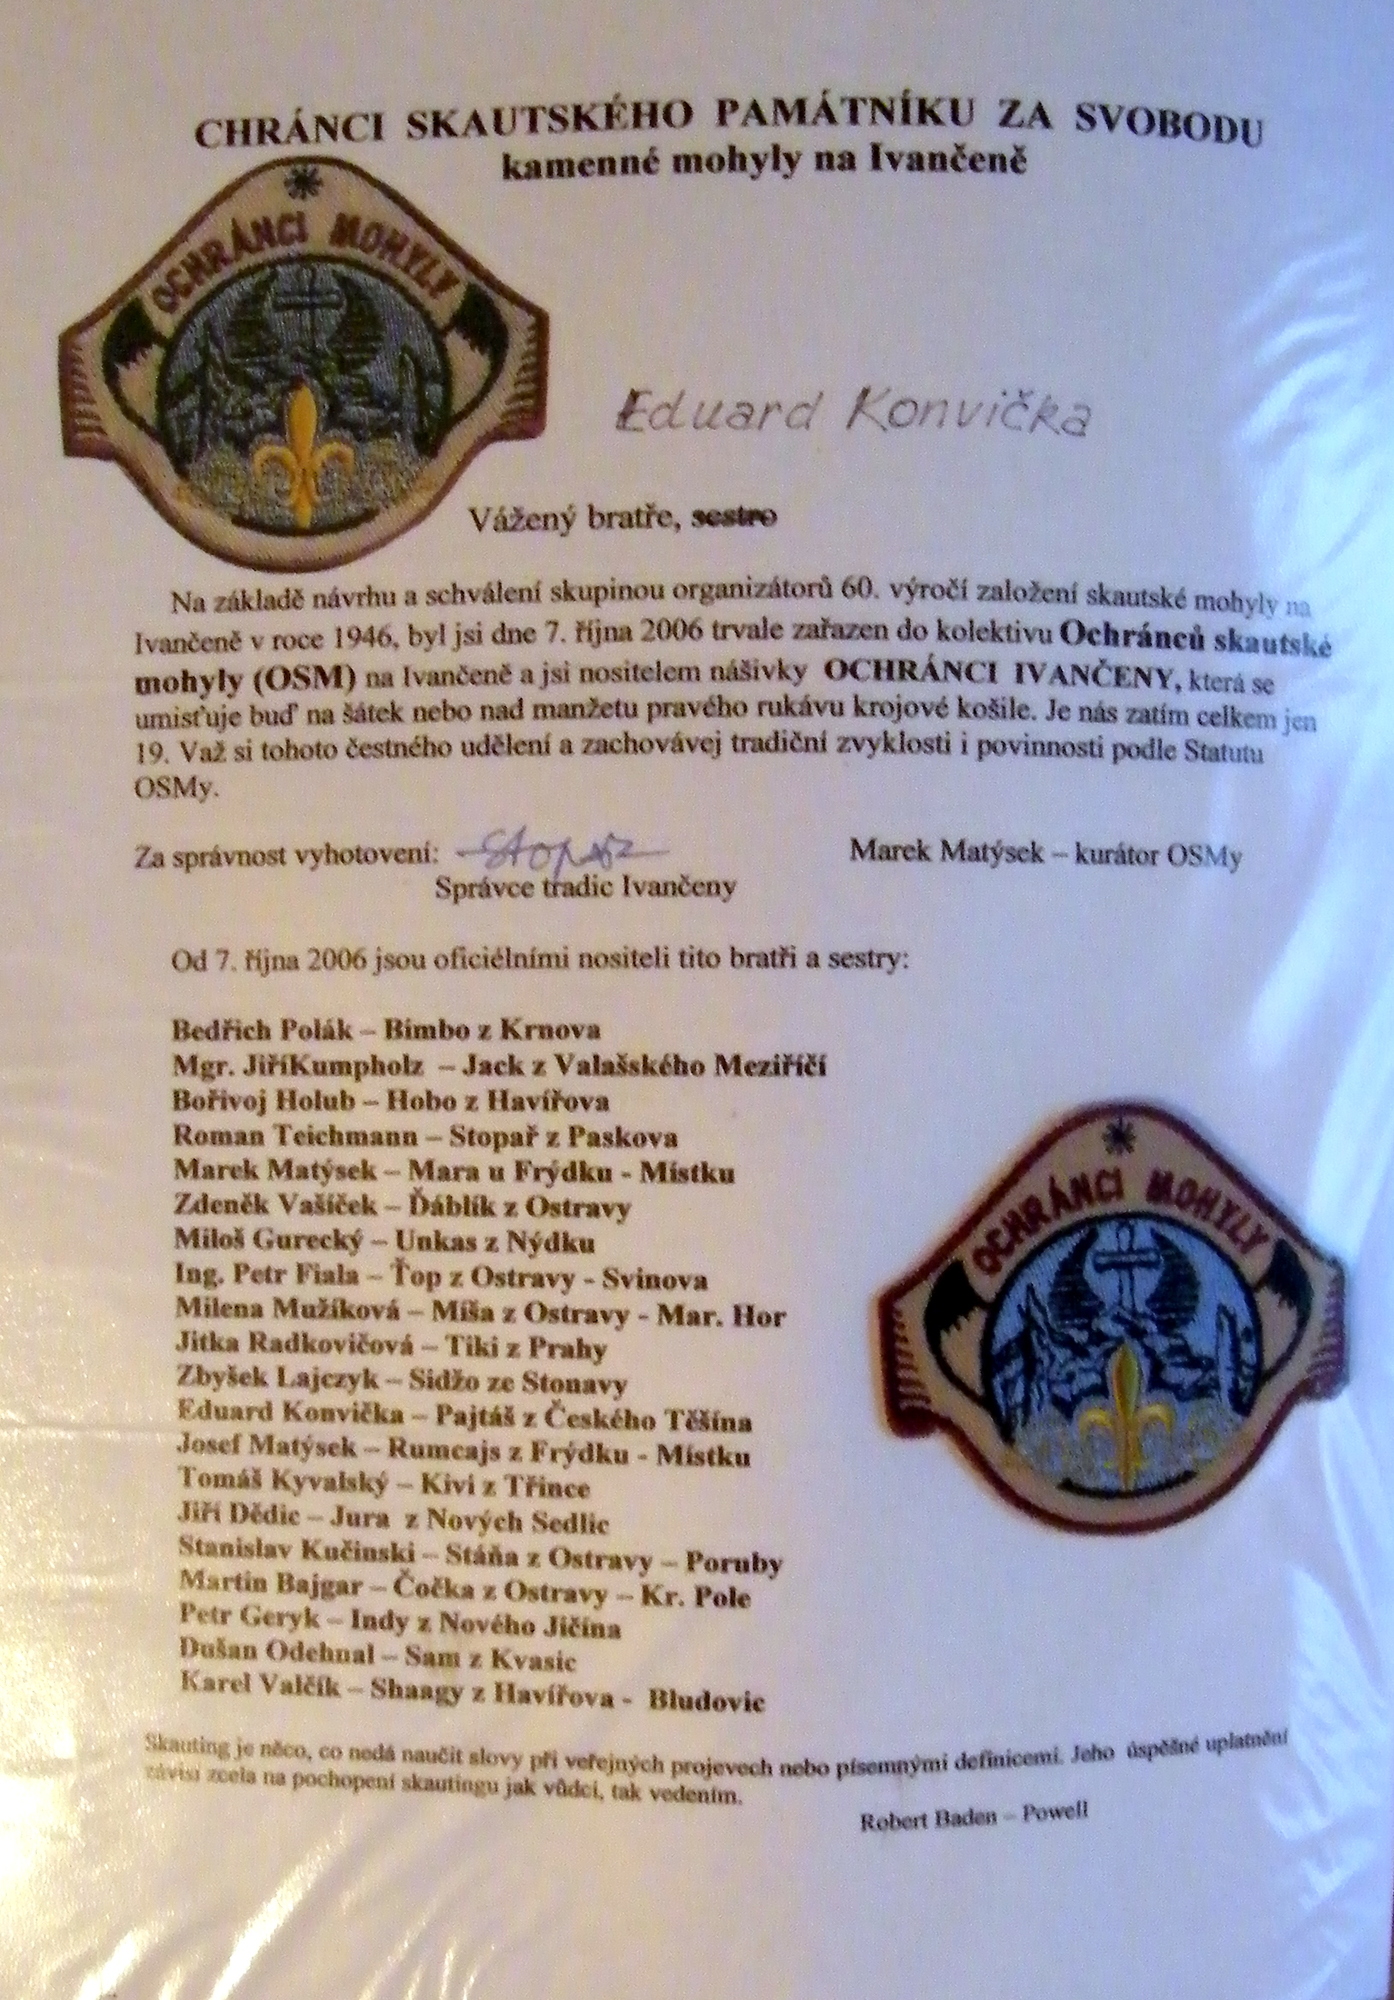 CHRÁNCI SKAUTSKÉHO PAMÁTNÍKU ZA SVOBODU
kamenné mohyly na Ivančeně
OCHRÁNCI MOHYLY
Eduard Konvička
Vážený bratře, sestro
Na základě návrhu a schválení skupinou organizátorů 60. výročí založení skautské mohyly na
Ivančeně v roce 1946, byl jsi dne 7. října 2006 trvale zařazen do kolektivu Ochránců skautské
mohyly (OSM) na Ivančeně a jsi nositelem nášivky OCHRÁNCI IVANČENY, která se
umisťuje buď na šátek nebo nad manžetu pravého rukávu krojové košile. Je nás zatím celkem jen
19. Važ si tohoto čestného udělení a zachovávej tradiční zvyklosti i povinnosti podle Statutu
OSMy.
Za správnost vyhotovení: Stopař Marek Matýsek – kurátor OSMy
Správce tradic Ivančeny
Od 7. října 2006 jsou oficiélními nositeli tito bratři a sestry:
Bedřich Polák – Bimbo z Krnova
Mgr. JiříKumpholz – Jack z Valašského Meziříčí
Bořivoj Holub – Hobo z Havířova
Roman Teichmann – Stopař z Paskova
Marek Matýsek – Mara u Frýdku - Místku
Zdeněk Vašíček – Ďáblík z Ostravy
Miloš Gurecký – Unkas z Nýdku
Ing. Petr Fiala – Ťop z Ostravy - Svinova
Milena Mužíková – Míša z Ostravy - Mar. Hor
Jitka Radkovičová – Tiki z Prahy
Zbyšek Lajczyk – Sidžo ze Stonavy
Eduard Konvička – Pajtáš z Českého Těšína
Josef Matýsek – Rumcajs z Frýdku - Místku
Tomáš Kyvalský – Kivi z Třince
Jiří Dědic – Jura z Nových Sedlic
Stanislav Kučinski – Stáňa z Ostravy – Poruby
Martin Bajgar – Čočka z Ostravy – Kr. Pole
Petr Geryk – Indy z Nového Jičína
Dušan Odehnal – Sam z Kvasic
Karel Valčík – Shaagy z Havířova - Bludovic
OCHRÁNCI MOHYLY
Skauting je něco, co nedá naučit slovy při veřejných projevech nebo písemnými definicemi. Jeho úspěšné uplatnění
závisí zcela na pochopení skautingu jak vůdci, tak vedením.
Robert Baden – Powell